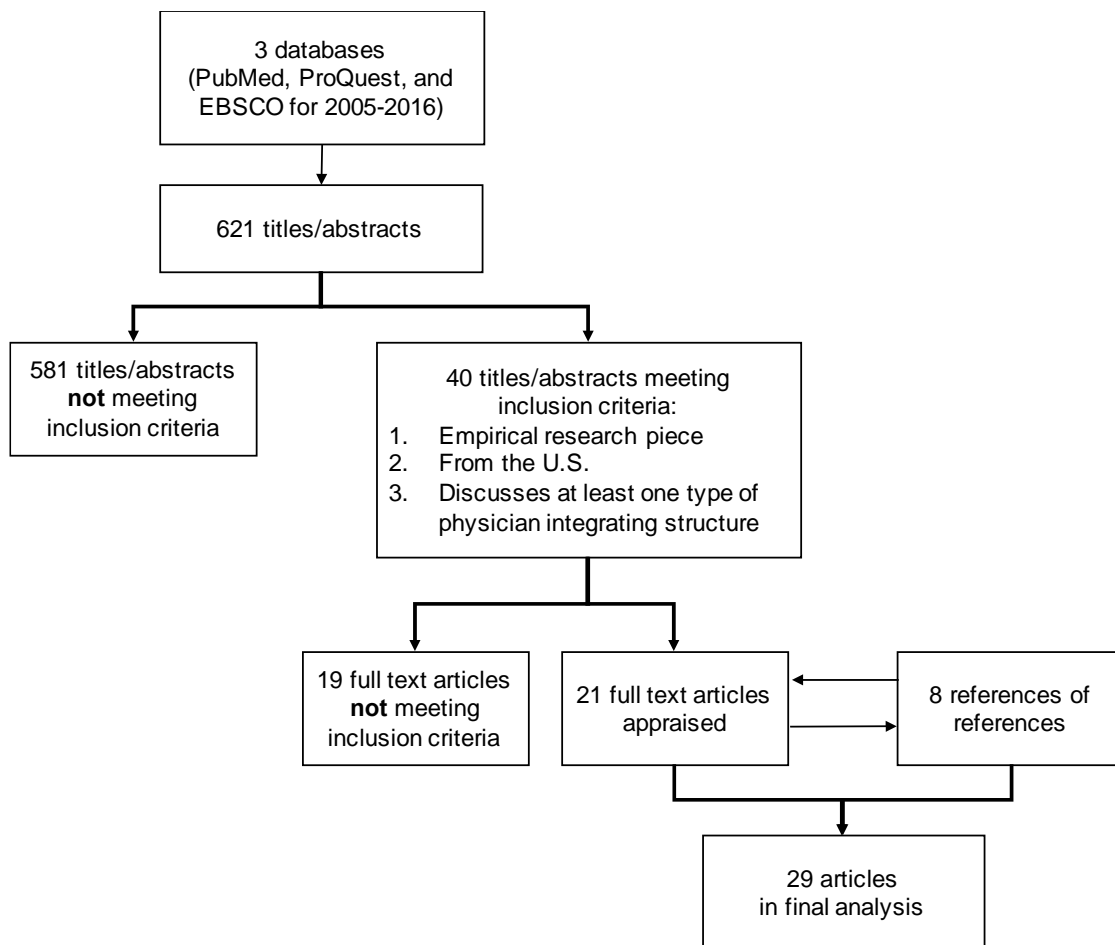 3 databases
(PubMed, ProQuest, and
EBSCO for 2005-2016)
621 titles/abstracts
581 titles/abstracts
not meeting
inclusion criteria
40 titles/abstracts meeting
inclusion criteria:
1. Empirical research piece
2. From the U.S.
3. Discusses at least one type of
physician integrating structure
19 full text articles
not meeting
inclusion criteria
21 full text articles
appraised
8 references of
references
29 articles
in final analysis